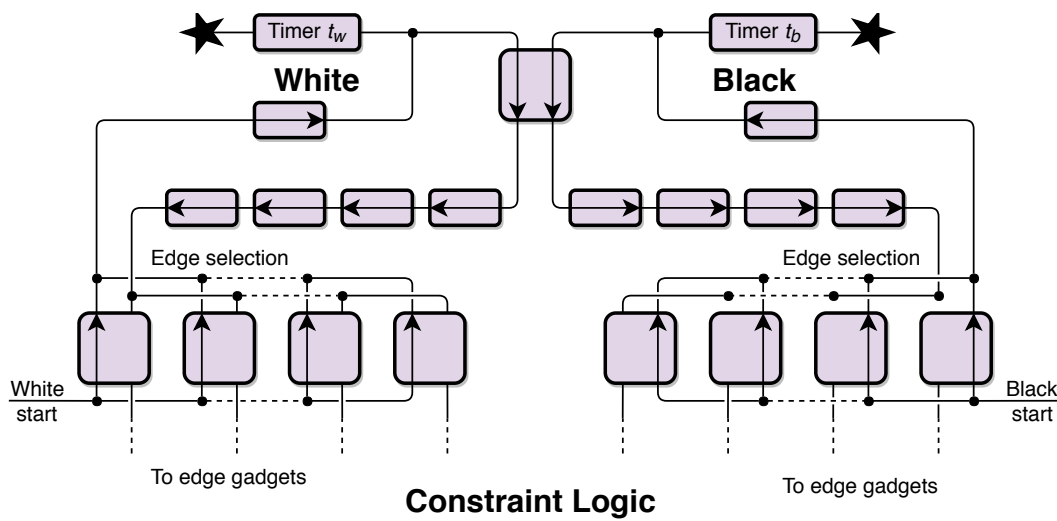 Timer t_w
Timer t_b
White
Black
Edge selection
Edge selection
White
start
Black
start
To edge gadgets
To edge gadgets
Constraint Logic